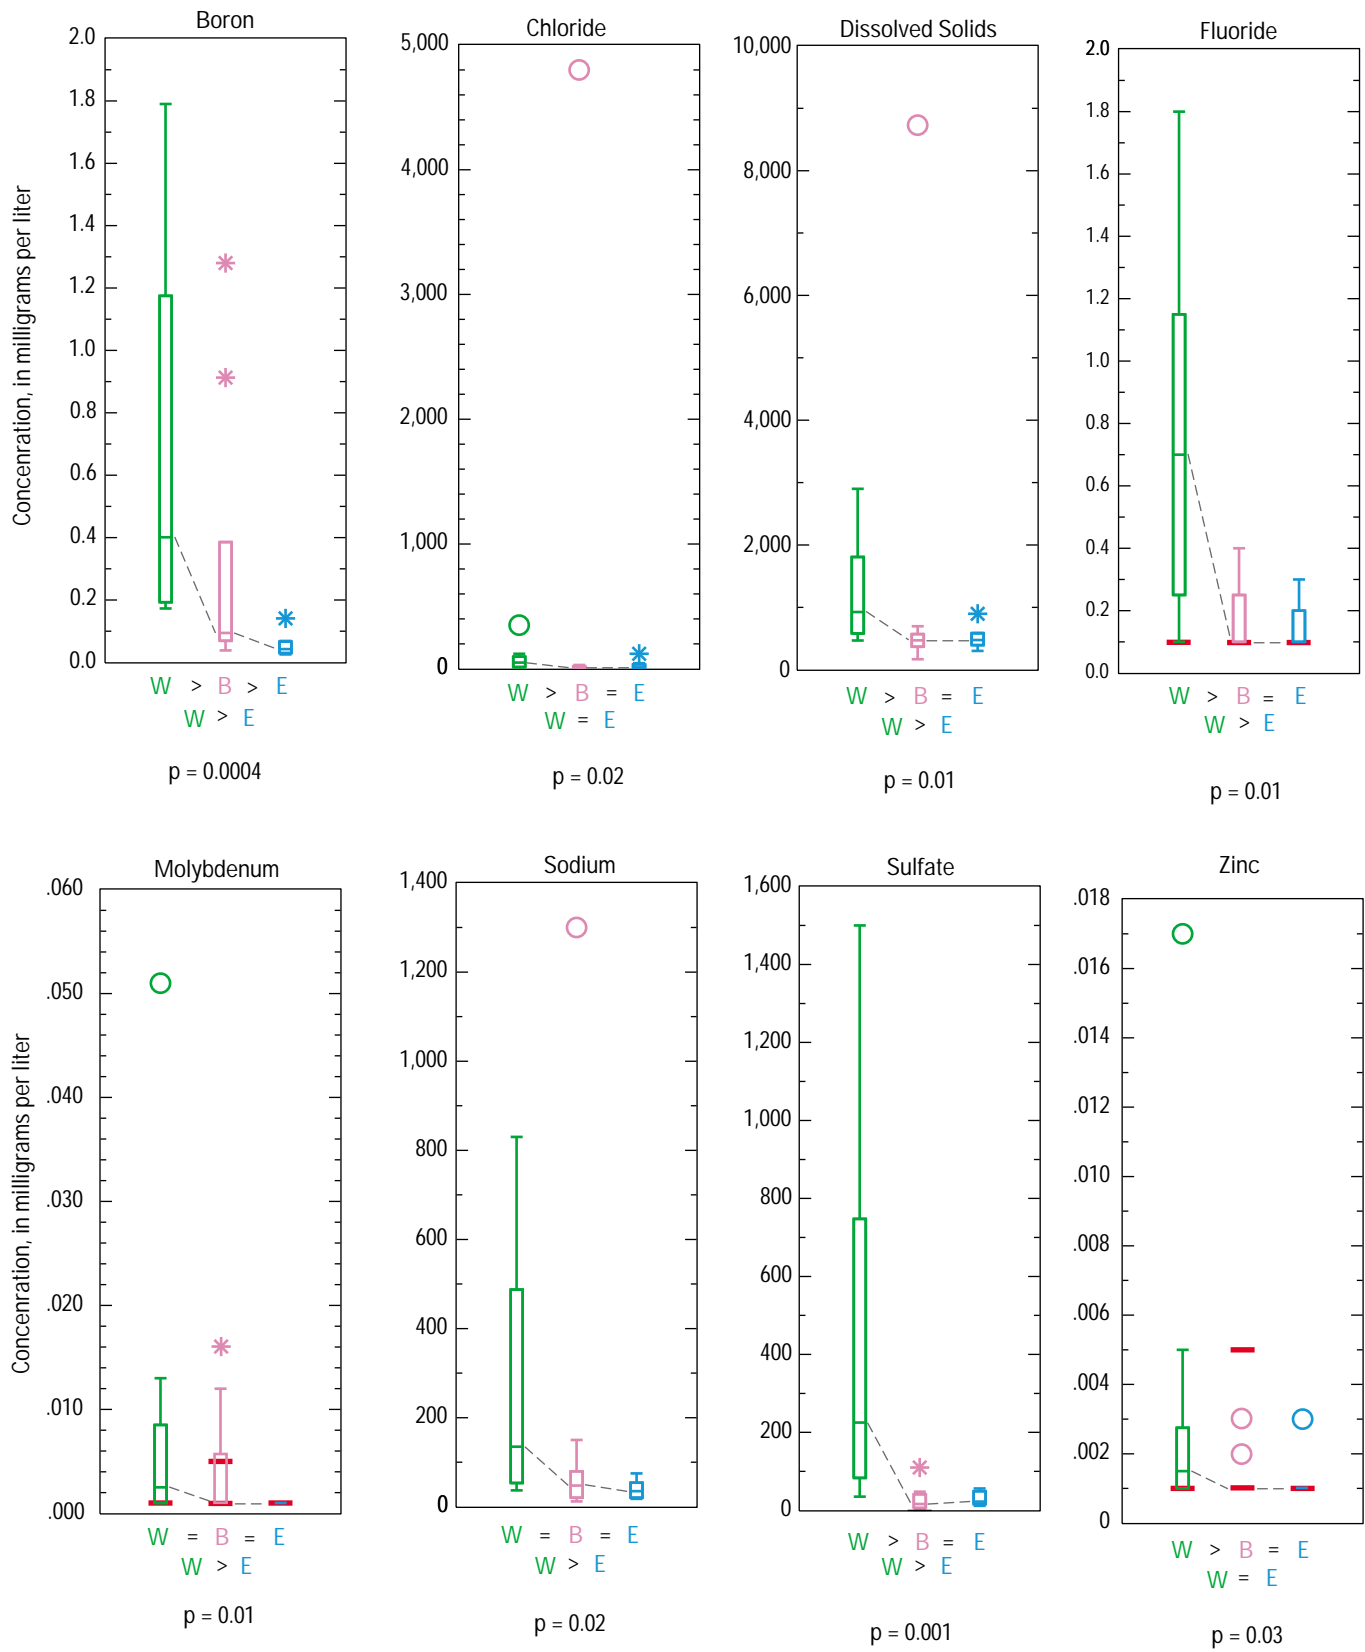 Boron
Chloride
Dissolved Solids
Fluoride
Concenration, in milligrams per liter
2.0
1.8
1.6
1.4
1.2
1.0
0.8
0.6
0.4
0.2
0.0
W > B > E
W > E
p = 0.0004
5,000
4,000
3,000
2,000
1,000
0
W > B = E
W = E
p = 0.02
10,000
8,000
6,000
4,000
2,000
0
W > B = E
W > E
p = 0.01
2.0
1.8
1.6
1.4
1.2
1.0
0.8
0.6
0.4
0.2
0.0
W > B = E
W > E
p = 0.01
Molybdenum
Sodium
Sulfate
Zinc
Concenration, in milligrams per liter
.060
.050
.040
.030
.020
.010
.000
W = B = E
W > E
p = 0.01
1,400
1,200
1,000
800
600
400
200
0
W = B = E
W > E
p = 0.02
1,600
1,400
1,200
1,000
800
600
400
200
0
W > B = E
W > E
p = 0.001
.018
.016
.014
.012
.010
.008
.006
.004
.002
0
W > B = E
W = E
p = 0.03